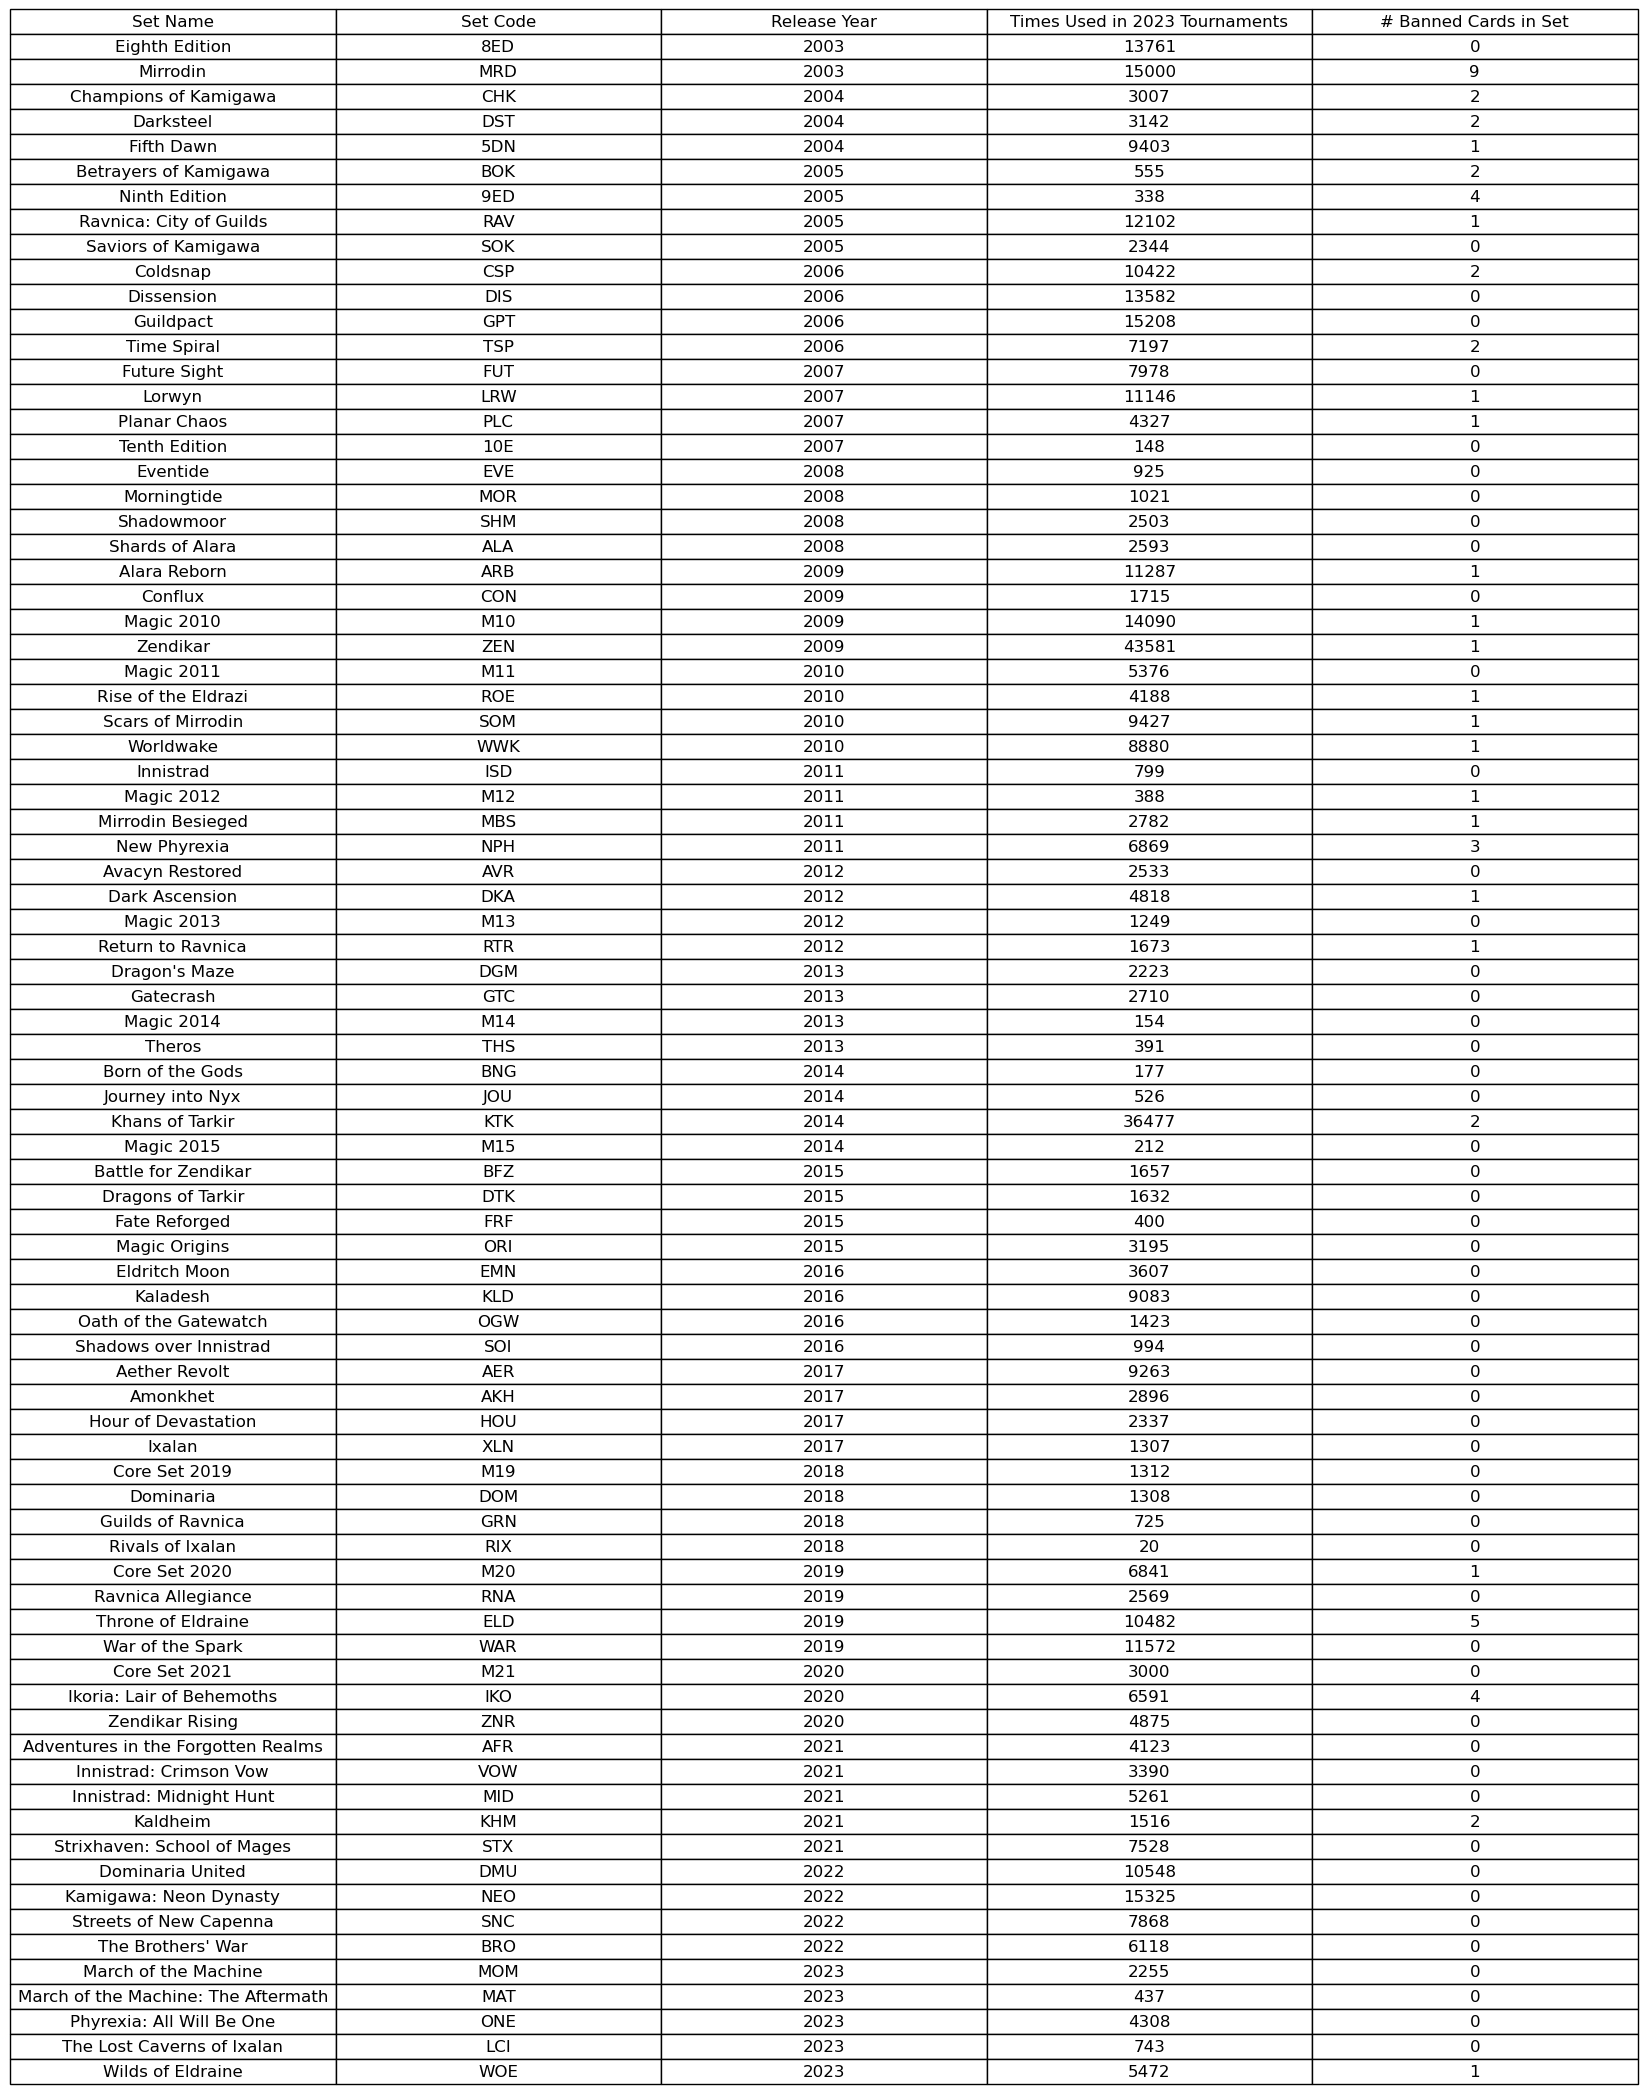 Set Name Set Code Release Year Times Used in 2023 Tournaments # Banned Cards in Set
Eighth Edition 8ED 2003 13761 0
Mirrodin MRD 2003 15000 9
Champions of Kamigawa CHK 2004 3007 2
Darksteel DST 2004 3142 2
Fifth Dawn 5DN 2004 9403 1
Betrayers of Kamigawa BOK 2005 555 2
Ninth Edition 9ED 2005 338 4
Ravnica: City of Guilds RAV 2005 12102 1
Saviors of Kamigawa SOK 2005 2344 0
Coldsnap CSP 2006 10422 2
Dissension DIS 2006 13582 0
Guildpact GPT 2006 15208 0
Time Spiral TSP 2006 7197 2
Future Sight FUT 2007 7978 0
Lorwyn LRW 2007 11146 1
Planar Chaos PLC 2007 4327 1
Tenth Edition 10E 2007 148 0
Eventide EVE 2008 925 0
Morningtide MOR 2008 1021 0
Shadowmoor SHM 2008 2503 0
Shards of Alara ALA 2008 2593 0
Alara Reborn ARB 2009 11287 1
Conflux CON 2009 1715 0
Magic 2010 M10 2009 14090 1
Zendikar ZEN 2009 43581 1
Magic 2011 M11 2010 5376 0
Rise of the Eldrazi ROE 2010 4188 1
Scars of Mirrodin SOM 2010 9427 1
Worldwake WWK 2010 8880 1
Innistrad ISD 2011 799 0
Magic 2012 M12 2011 388 1
Mirrodin Besieged MBS 2011 2782 1
New Phyrexia NPH 2011 6869 3
Avacyn Restored AVR 2012 2533 0
Dark Ascension DKA 2012 4818 1
Magic 2013 M13 2012 1249 0
Return to Ravnica RTR 2012 1673 1
Dragon's Maze DGM 2013 2223 0
Gatecrash GTC 2013 2710 0
Magic 2014 M14 2013 154 0
Theros THS 2013 391 0
Born of the Gods BNG 2014 177 0
Journey into Nyx JOU 2014 526 0
Khans of Tarkir KTK 2014 36477 2
Magic 2015 M15 2014 212 0
Battle for Zendikar BFZ 2015 1657 0
Dragons of Tarkir DTK 2015 1632 0
Fate Reforged FRF 2015 400 0
Magic Origins ORI 2015 3195 0
Eldritch Moon EMN 2016 3607 0
Kaladesh KLD 2016 9083 0
Oath of the Gatewatch OGW 2016 1423 0
Shadows over Innistrad SOI 2016 994 0
Aether Revolt AER 2017 9263 0
Amonkhet AKH 2017 2896 0
Hour of Devastation HOU 2017 2337 0
Ixalan XLN 2017 1307 0
Core Set 2019 M19 2018 1312 0
Dominaria DOM 2018 1308 0
Guilds of Ravnica GRN 2018 725 0
Rivals of Ixalan RIX 2018 20 0
Core Set 2020 M20 2019 6841 1
Ravnica Allegiance RNA 2019 2569 0
Throne of Eldraine ELD 2019 10482 5
War of the Spark WAR 2019 11572 0
Core Set 2021 M21 2020 3000 0
Ikoria: Lair of Behemoths IKO 2020 6591 4
Zendikar Rising ZNR 2020 4875 0
Adventures in the Forgotten Realms AFR 2021 4123 0
Innistrad: Crimson Vow VOW 2021 3390 0
Innistrad: Midnight Hunt MID 2021 5261 0
Kaldheim KHM 2021 1516 2
Strixhaven: School of Mages STX 2021 7528 0
Dominaria United DMU 2022 10548 0
Kamigawa: Neon Dynasty NEO 2022 15325 0
Streets of New Capenna SNC 2022 7868 0
The Brothers' War BRO 2022 6118 0
March of the Machine MOM 2023 2255 0
March of the Machine: The Aftermath MAT 2023 437 0
Phyrexia: All Will Be One ONE 2023 4308 0
The Lost Caverns of Ixalan LCI 2023 743 0
Wilds of Eldraine WOE 2023 5472 1